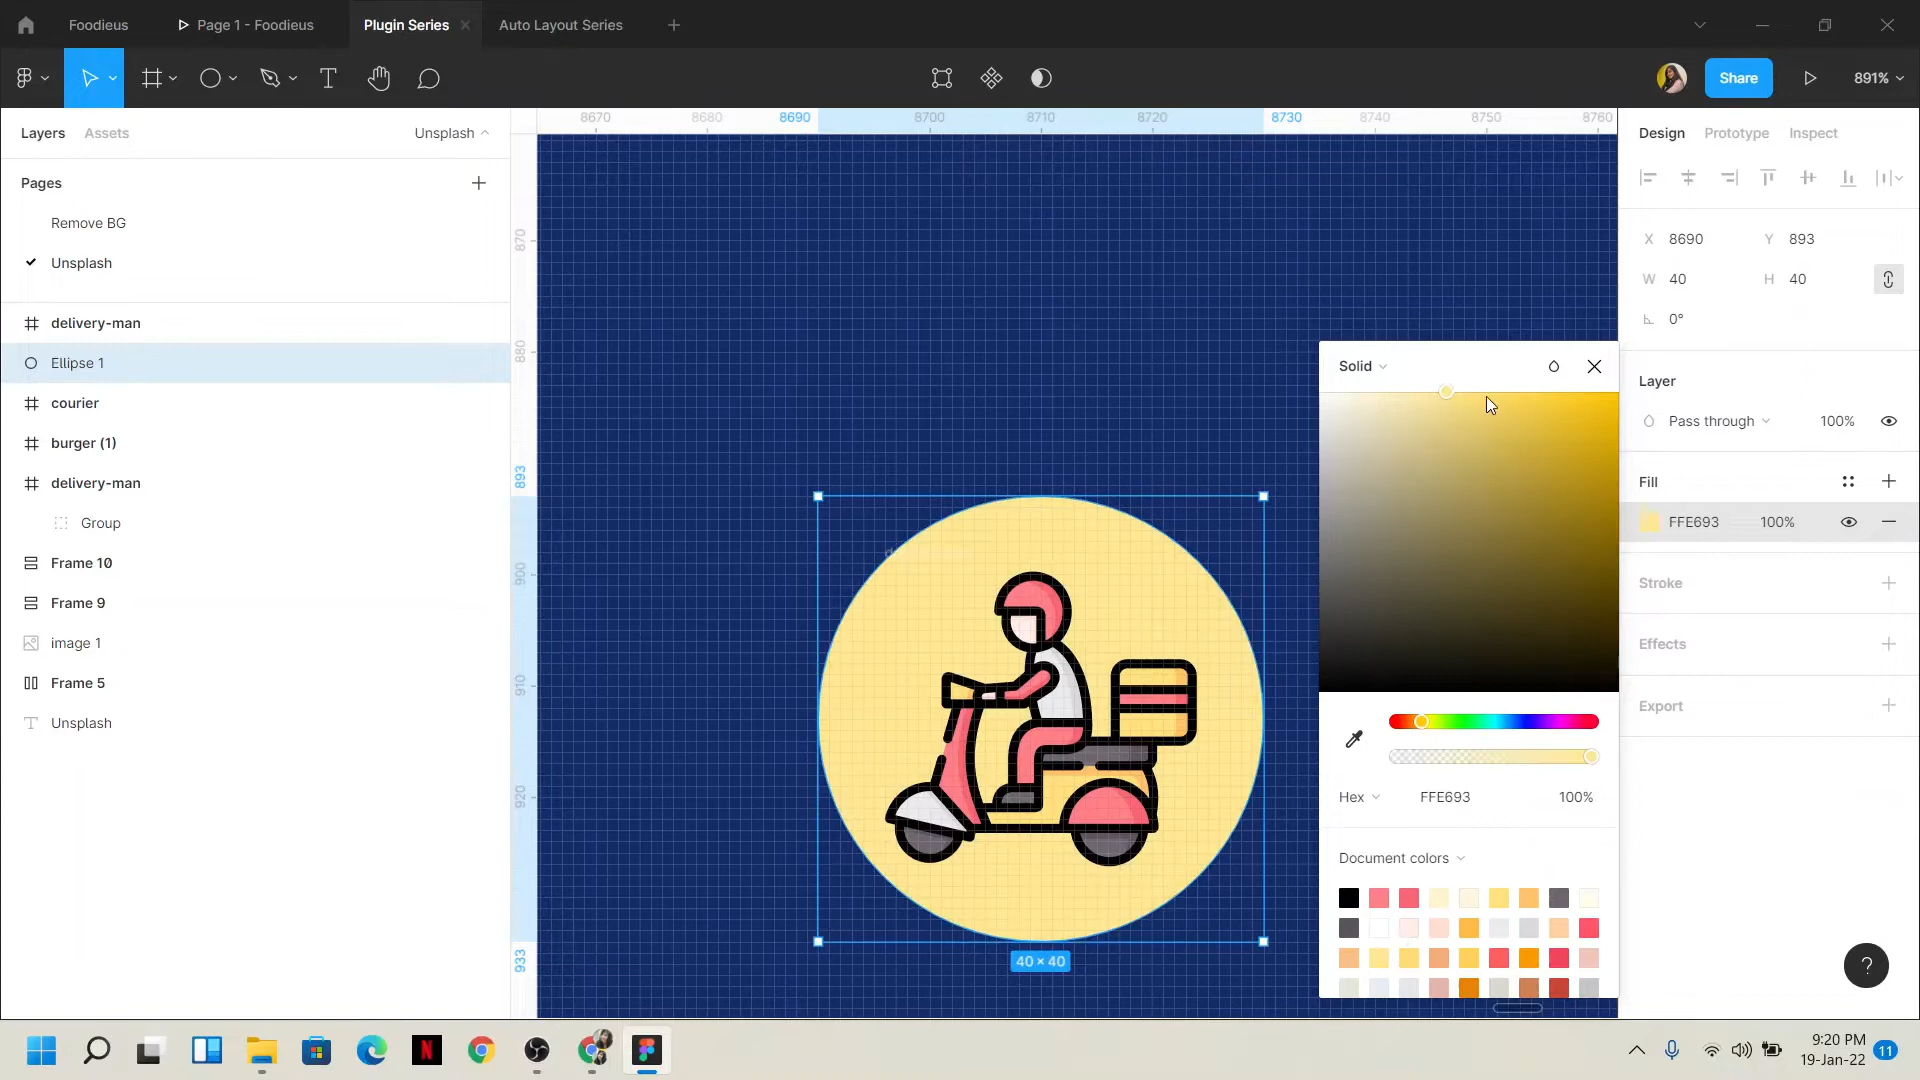 Foodieus
Page 1 - Foodieus
Plugin Series
Auto Layout Series
Share
891%
Layers
Assets
Unsplash
Pages
Remove BG
Unsplash
delivery-man
Ellipse 1
courier
burger (1)
delivery-man
Group
Frame 10
Frame 9
image 1
Frame 5
Unsplash
8670
8680
8690
8700
8710
8720
8730
8740
8750
8760
870
880
893
900
910
920
933
40 × 40
Solid
Hex
FFE693
100%
Document colors
Design
Prototype
Inspect
X 8690
Y 893
W 40
H 40
0°
Layer
Pass through
100%
Fill
FFE693
100%
Stroke
Effects
Export
?
N
9:20 PM
19-Jan-22
11